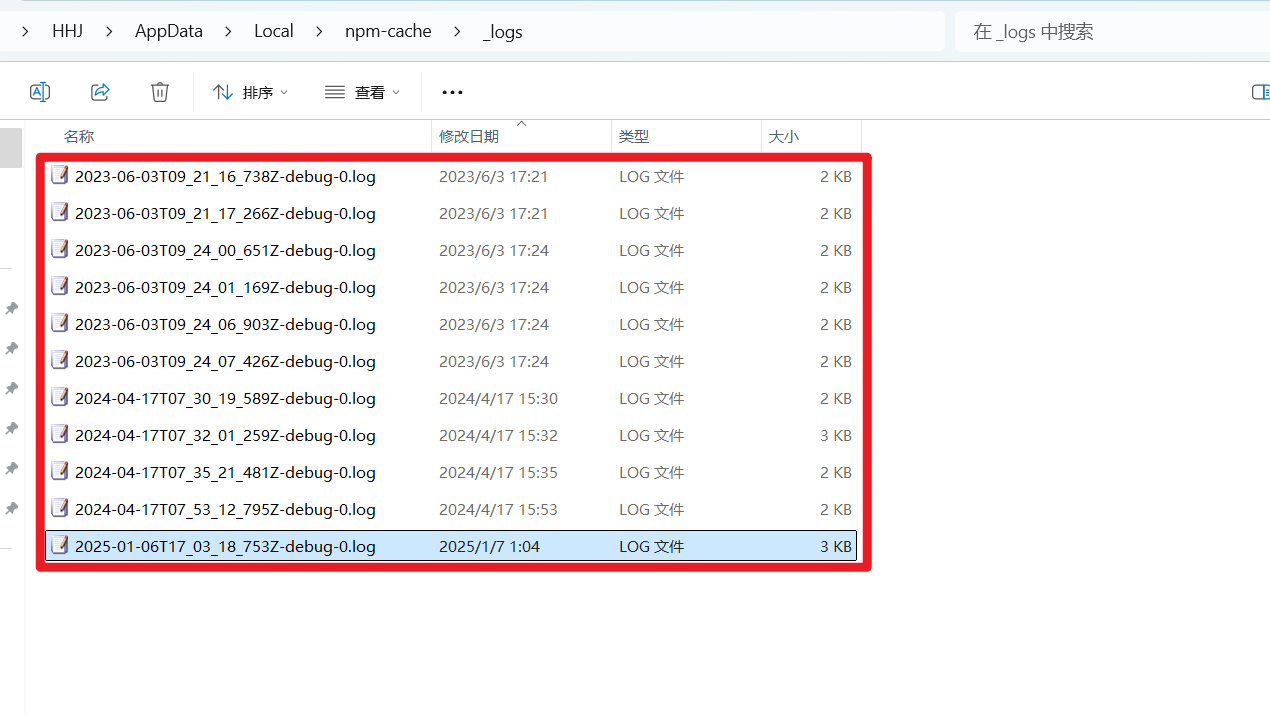 HHJ > AppData > Local > npm-cache > _logs 在 _logs 中搜索
排序 查看 ···
名称 修改日期 类型 大小
2023-06-03T09_21_16_738Z-debug-0.log 2023/6/3 17:21 LOG 文件 2 KB
2023-06-03T09_21_17_266Z-debug-0.log 2023/6/3 17:21 LOG 文件 2 KB
2023-06-03T09_24_00_651Z-debug-0.log 2023/6/3 17:24 LOG 文件 2 KB
2023-06-03T09_24_01_169Z-debug-0.log 2023/6/3 17:24 LOG 文件 2 KB
2023-06-03T09_24_06_903Z-debug-0.log 2023/6/3 17:24 LOG 文件 2 KB
2023-06-03T09_24_07_426Z-debug-0.log 2023/6/3 17:24 LOG 文件 2 KB
2024-04-17T07_30_19_589Z-debug-0.log 2024/4/17 15:30 LOG 文件 2 KB
2024-04-17T07_32_01_259Z-debug-0.log 2024/4/17 15:32 LOG 文件 3 KB
2024-04-17T07_35_21_481Z-debug-0.log 2024/4/17 15:35 LOG 文件 2 KB
2024-04-17T07_53_12_795Z-debug-0.log 2024/4/17 15:53 LOG 文件 2 KB
2025-01-06T17_03_18_753Z-debug-0.log 2025/1/7 1:04 LOG 文件 3 KB